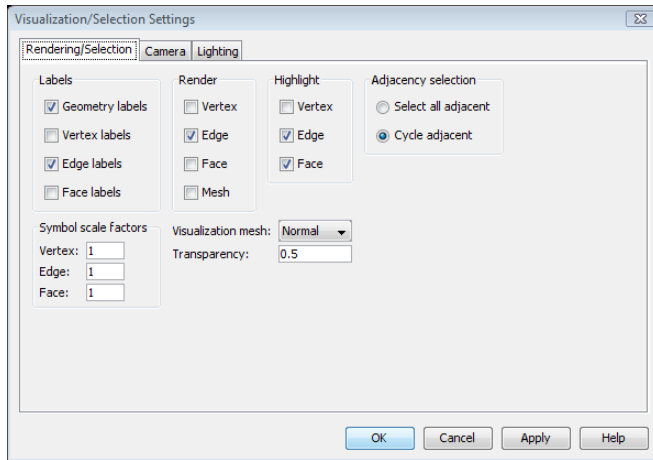 Visualization/Selection Settings
Rendering/Selection Camera Lighting
Labels
Geometry labels
Vertex labels
Edge labels
Face labels
Render
Vertex
Edge
Face
Mesh
Highlight
Vertex
Edge
Face
Adjacency selection
Select all adjacent
Cycle adjacent
Symbol scale factors
Vertex: 1
Edge: 1
Face: 1
Visualization mesh: Normal
Transparency: 0.5
OK Cancel Apply Help